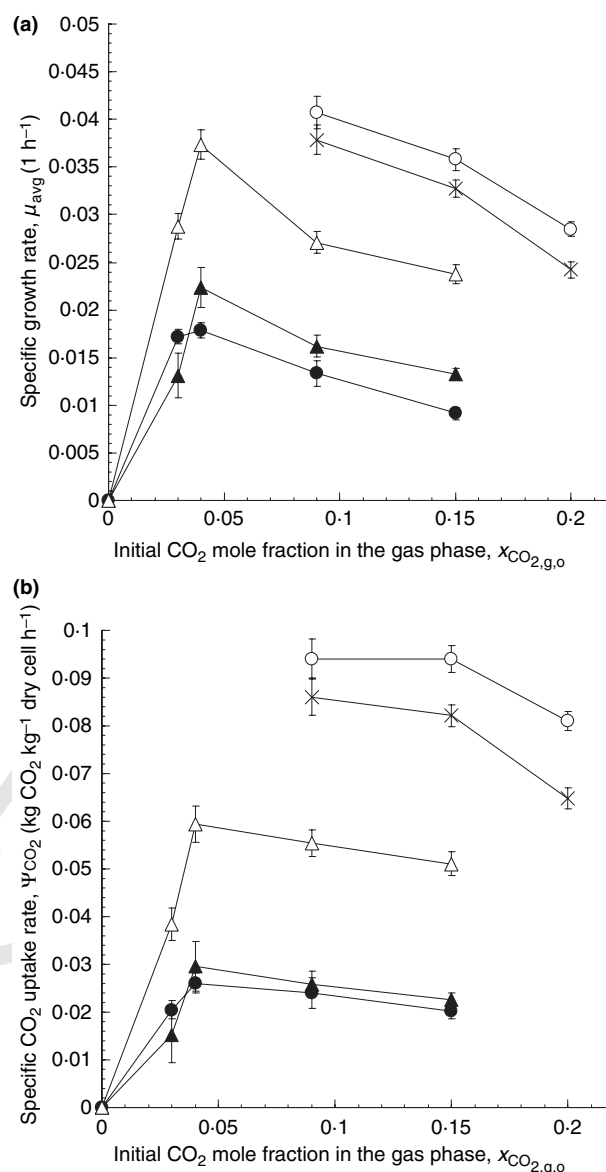 (a)
0·05
0·045
0·04
0·035
0·03
0·025
0·02
0·015
0·01
0·005
0
Specific growth rate, μavg (1 h−1)
0 0·05 0·1 0·15 0·2
Initial CO2 mole fraction in the gas phase, xCO2,g,o
(b)
0·1
0·09
0·08
0·07
0·06
0·05
0·04
0·03
0·02
0·01
0
Specific CO2 uptake rate, ΨCO2 (kg CO2 kg−1 dry cell h−1)
0 0·05 0·1 0·15 0·2
Initial CO2 mole fraction in the gas phase, xCO2,g,o